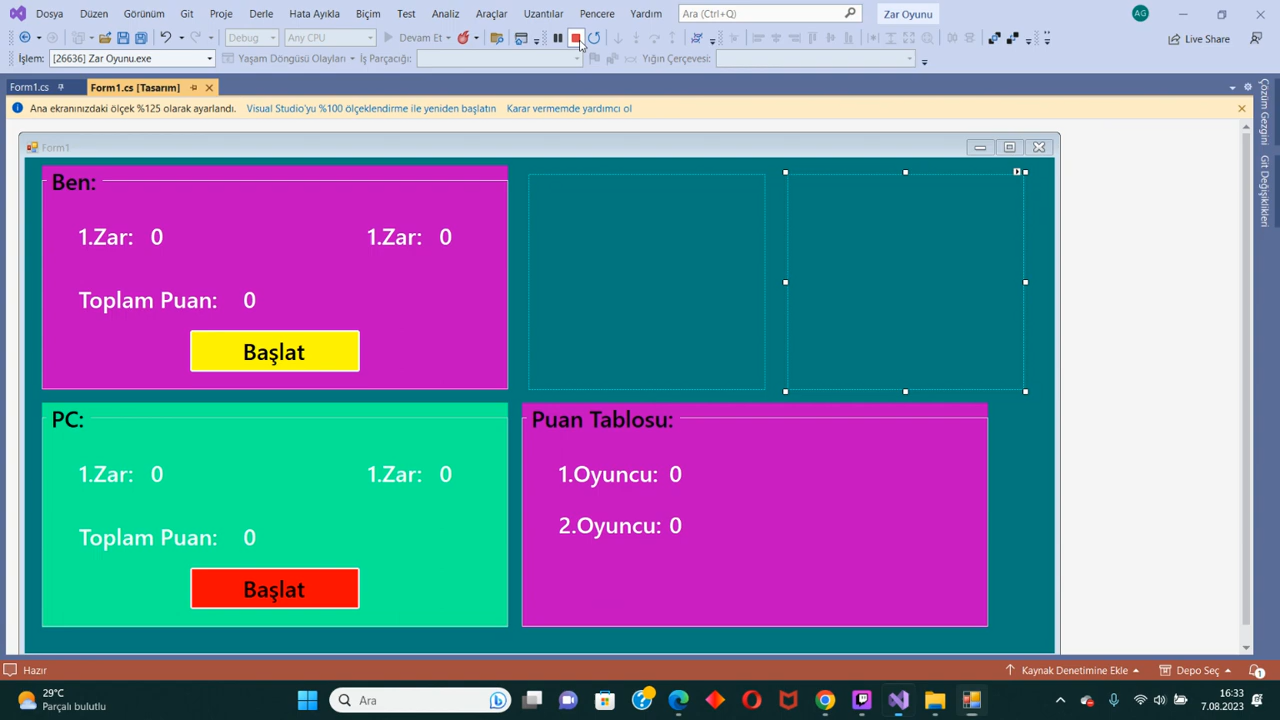 Dosya Düzen Görünüm Git Proje Derle Hata Ayıkla Biçim Test Analiz Araçlar Uzantılar Pencere Yardım Ara (Ctrl+Q) Zar Oyunu AG
Debug Any CPU Devam Et Live Share
İşlem: [26636] Zar Oyunu.exe Yaşam Döngüsü Olayları İş Parçacığı: Yığın Çerçevesi:
Form1.cs Form1.cs [Tasarım]
Ana ekranınızdaki ölçek %125 olarak ayarlandı. Visual Studio'yu %100 ölçeklendirme ile yeniden başlatın Karar vermemde yardımcı ol
Çözüm Gezgini
Git Değişiklikleri
Form1
Ben:
1.Zar: 0 1.Zar: 0
Toplam Puan: 0
Başlat
PC:
1.Zar: 0 1.Zar: 0
Toplam Puan: 0
Başlat
Puan Tablosu:
1.Oyuncu: 0
2.Oyuncu: 0
Hazır Kaynak Denetimine Ekle Depo Seç 1
29°C
Parçalı bulutlu
Ara
16:33
7.08.2023